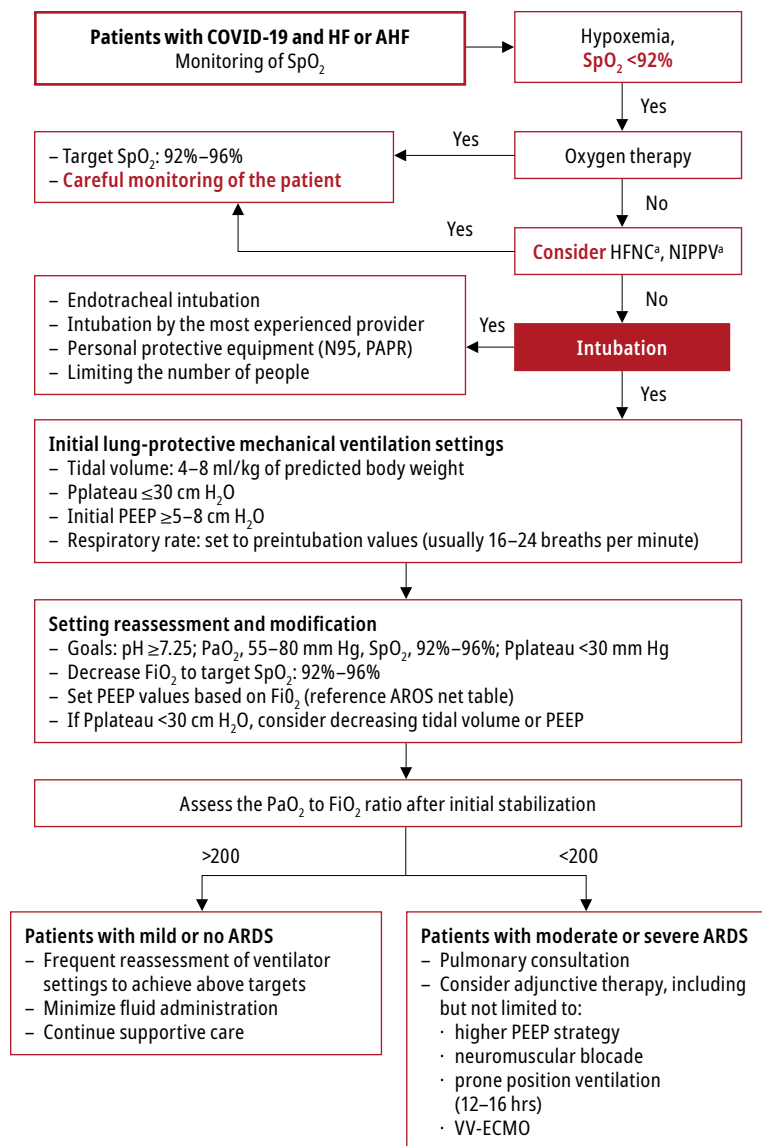 Patients with COVID-19 and HF or AHF
Monitoring of SpO₂
Hypoxemia,
SpO₂ <92%
Yes
Oxygen therapy
Yes
– Target SpO₂: 92%–96%
– Careful monitoring of the patient
No
Yes
Consider HFNCᵃ, NIPPVᵃ
No
– Endotracheal intubation
– Intubation by the most experienced provider
– Personal protective equipment (N95, PAPR)
– Limiting the number of people
Yes
Intubation
Yes
Initial lung-protective mechanical ventilation settings
– Tidal volume: 4–8 ml/kg of predicted body weight
– Pplateau ≤30 cm H₂O
– Initial PEEP ≥5–8 cm H₂O
– Respiratory rate: set to preintubation values (usually 16–24 breaths per minute)
Setting reassessment and modification
– Goals: pH ≥7.25; PaO₂, 55–80 mm Hg, SpO₂, 92%–96%; Pplateau <30 mm Hg
– Decrease FiO₂ to target SpO₂: 92%–96%
– Set PEEP values based on Fi0₂ (reference AROS net table)
– If Pplateau <30 cm H₂O, consider decreasing tidal volume or PEEP
Assess the PaO₂ to FiO₂ ratio after initial stabilization
>200
<200
Patients with mild or no ARDS
– Frequent reassessment of ventilator
settings to achieve above targets
– Minimize fluid administration
– Continue supportive care
Patients with moderate or severe ARDS
– Pulmonary consultation
– Consider adjunctive therapy, including
but not limited to:
· higher PEEP strategy
· neuromuscular blocade
· prone position ventilation
(12–16 hrs)
· VV-ECMO